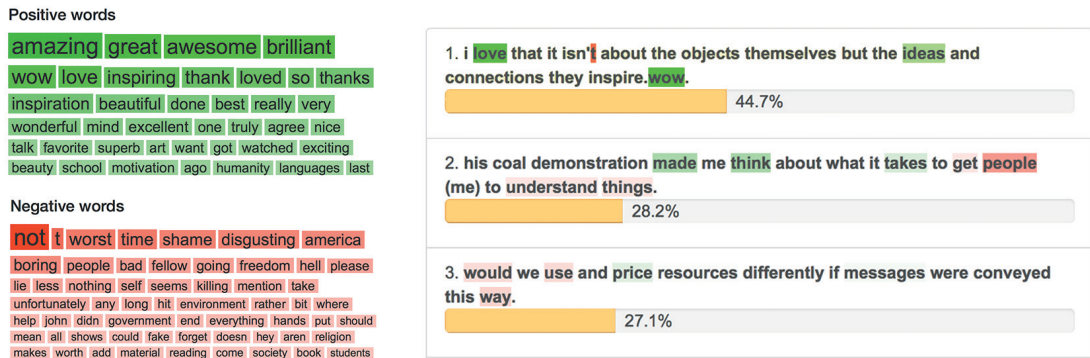 Positive words
amazing great awesome brilliant
wow love inspiring thank loved so thanks
inspiration beautiful done best really very
wonderful mind excellent one truly agree nice
talk favorite superb art want got watched exciting
beauty school motivation ago humanity languages last
Negative words
not t worst time shame disgusting america
boring people bad fellow going freedom hell please
lie less nothing self seems killing mention take
unfortunately any long hit environment rather bit where
help john didn government end everything hands put should
mean all shows could fake forget doesn hey aren religion
makes worth add material reading come society book students
1. i love that it isn't about the objects themselves but the ideas and
connections they inspire.wow.
44.7%
2. his coal demonstration made me think about what it takes to get people
(me) to understand things.
28.2%
3. would we use and price resources differently if messages were conveyed
this way.
27.1%